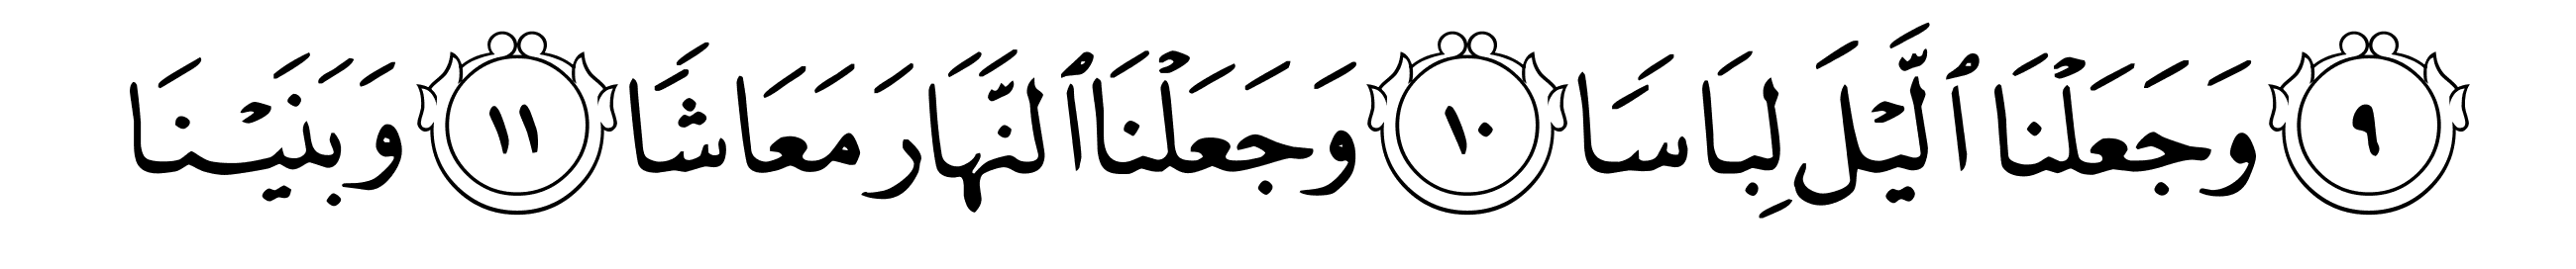 ٩ وَجَعَلْنَا ٱلَّيْلَ لِبَاسًا ١٠ وَجَعَلْنَا ٱلنَّهَارَ مَعَاشًا ١١ وَبَنَيْنَا